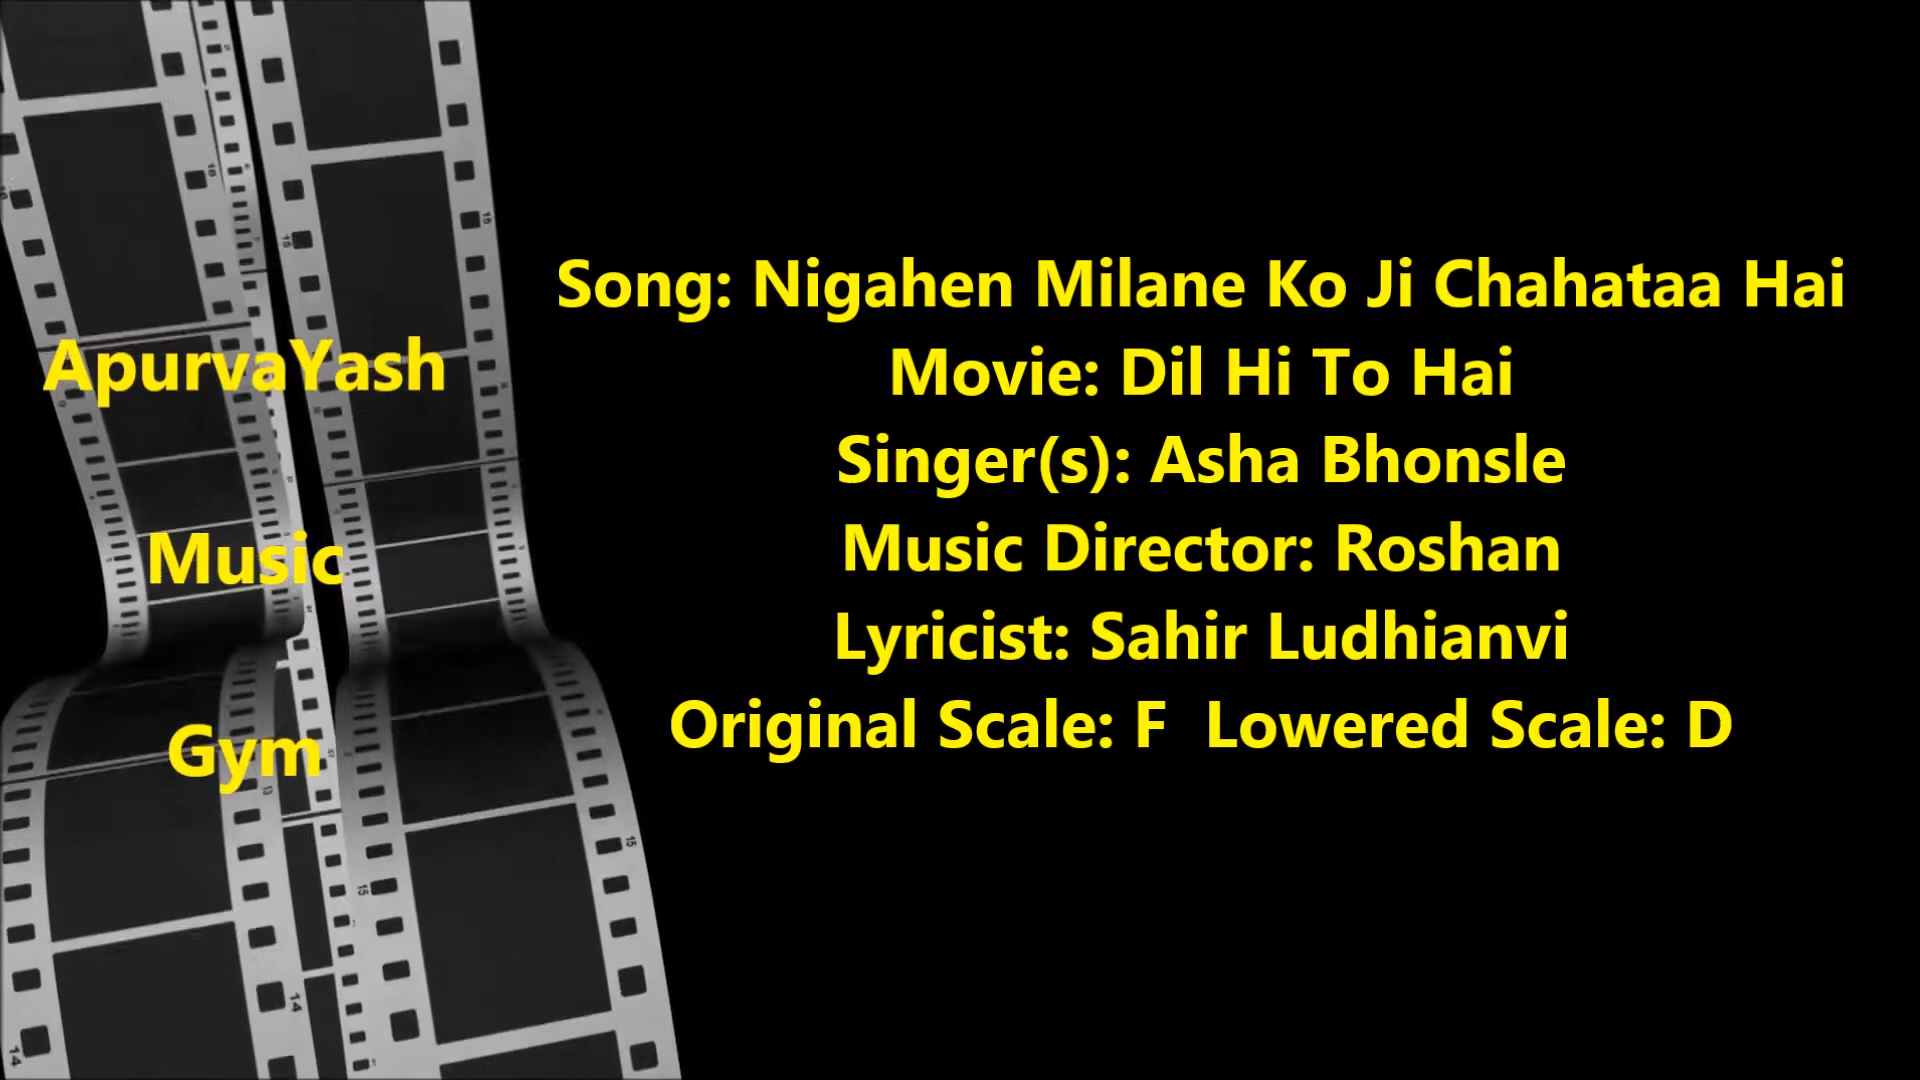 ApurvaYash
Music
Gym
Song: Nigahen Milane Ko Ji Chahataa Hai
Movie: Dil Hi To Hai
Singer(s): Asha Bhonsle
Music Director: Roshan
Lyricist: Sahir Ludhianvi
Original Scale: F  Lowered Scale: D